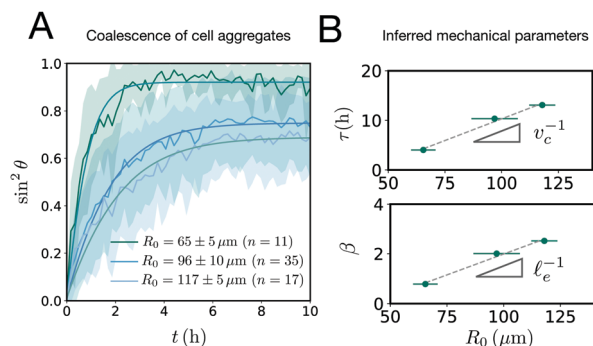 A
Coalescence of cell aggregates
sin² θ
1.0
0.8
0.6
0.4
0.2
0.0
R₀ = 65 ± 5 μm (n = 11)
R₀ = 96 ± 10 μm (n = 35)
R₀ = 117 ± 5 μm (n = 17)
0 2 4 6 8 10
t (h)
B
Inferred mechanical parameters
τ (h)
20
10
0
v_c⁻¹
50 75 100 125
β
4
2
0
ℓ_e⁻¹
50 75 100 125
R₀ (μm)